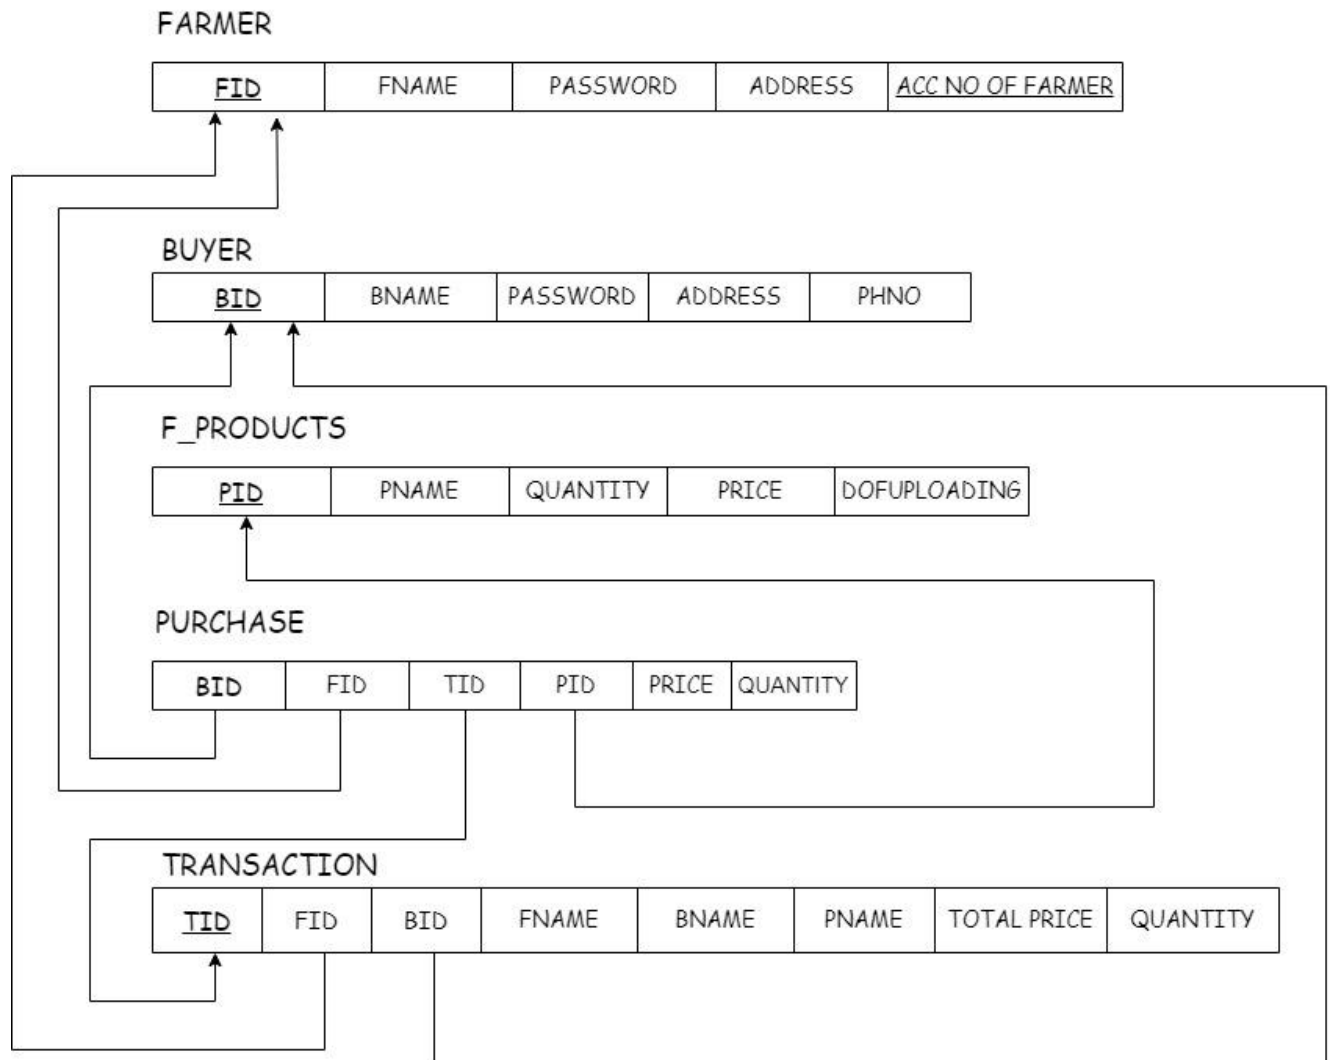 FARMER
FID FNAME PASSWORD ADDRESS ACC NO OF FARMER
BUYER
BID BNAME PASSWORD ADDRESS PHNO
F_PRODUCTS
PID PNAME QUANTITY PRICE DOFUPLOADING
PURCHASE
BID FID TID PID PRICE QUANTITY
TRANSACTION
TID FID BID FNAME BNAME PNAME TOTAL PRICE QUANTITY